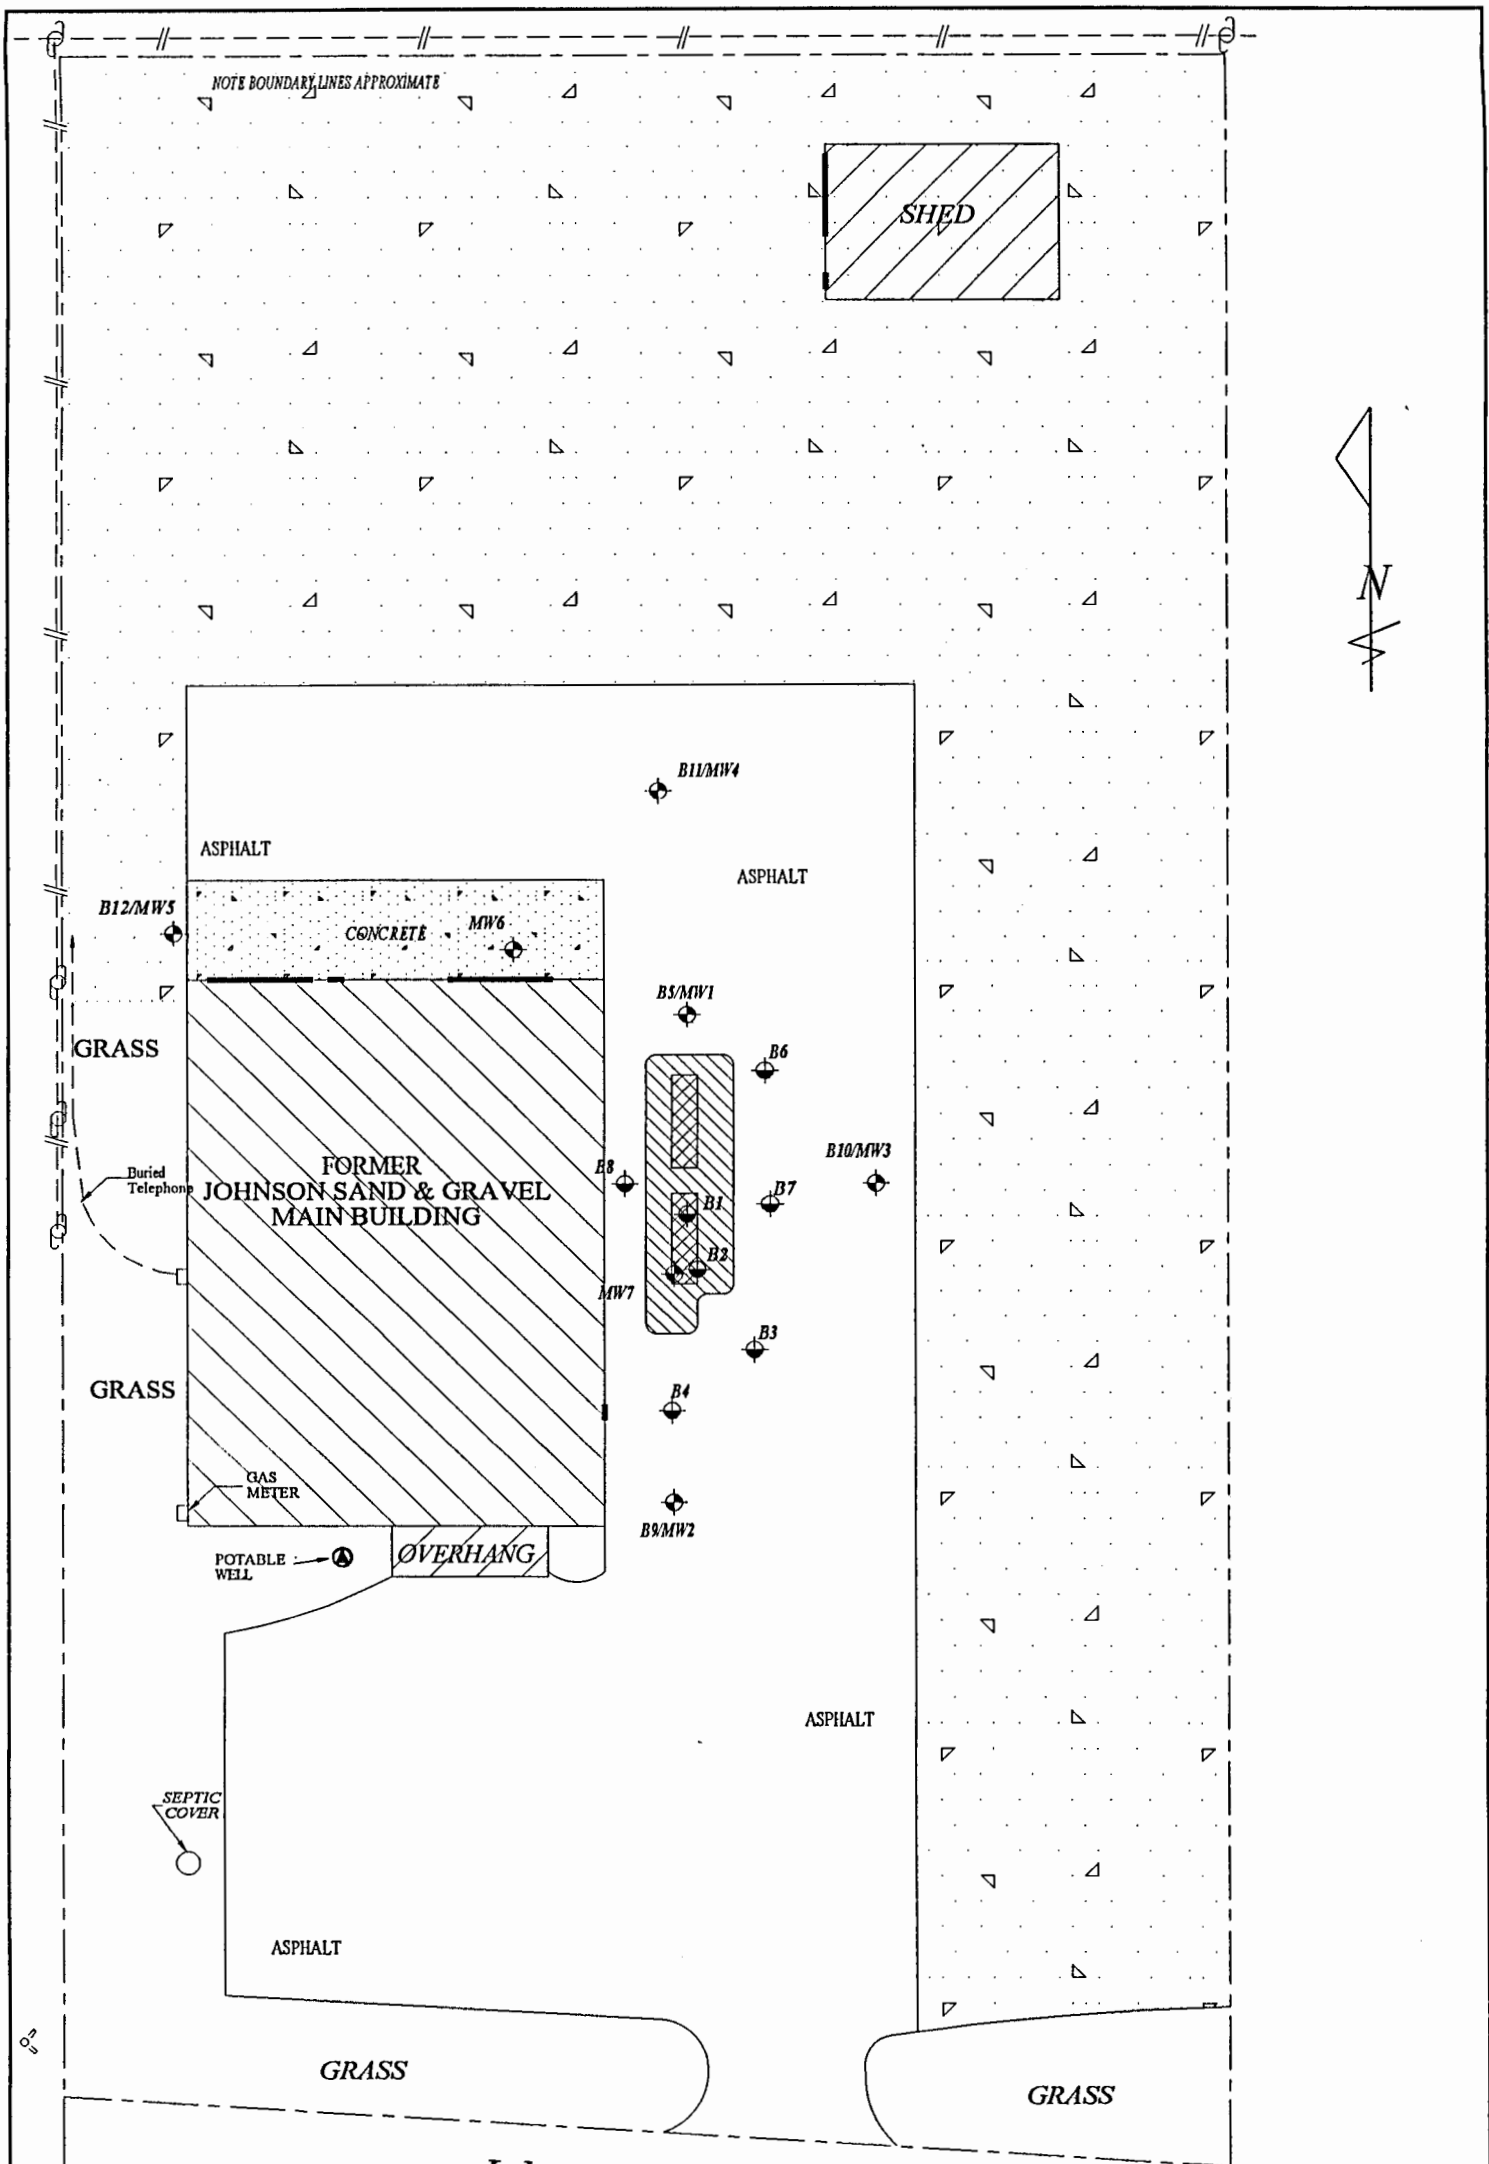 NOTE BOUNDARY LINES APPROXIMATE
SHED
N
B11/MW4
ASPHALT
ASPHALT
B12/MW5
CONCRETE
MW6
B5/MW1
GRASS
B6
FORMER
JOHNSON SAND & GRAVEL
MAIN BUILDING
Buried
Telephone
B8
B10/MW3
B7
B1
B2
MW7
B3
GRASS
B4
GAS
METER
B9/MW2
POTABLE
WELL
OVERHANG
ASPHALT
SEPTIC
COVER
ASPHALT
GRASS
GRASS